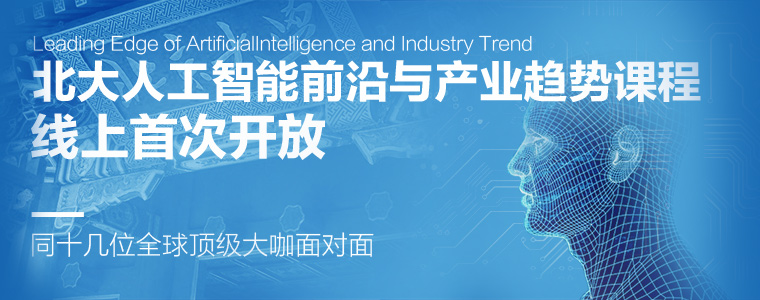 Leading Edge of ArtificialIntelligence and Industry Trend
北大人工智能前沿与产业趋势课程
线上首次开放
同十几位全球顶级大咖面对面